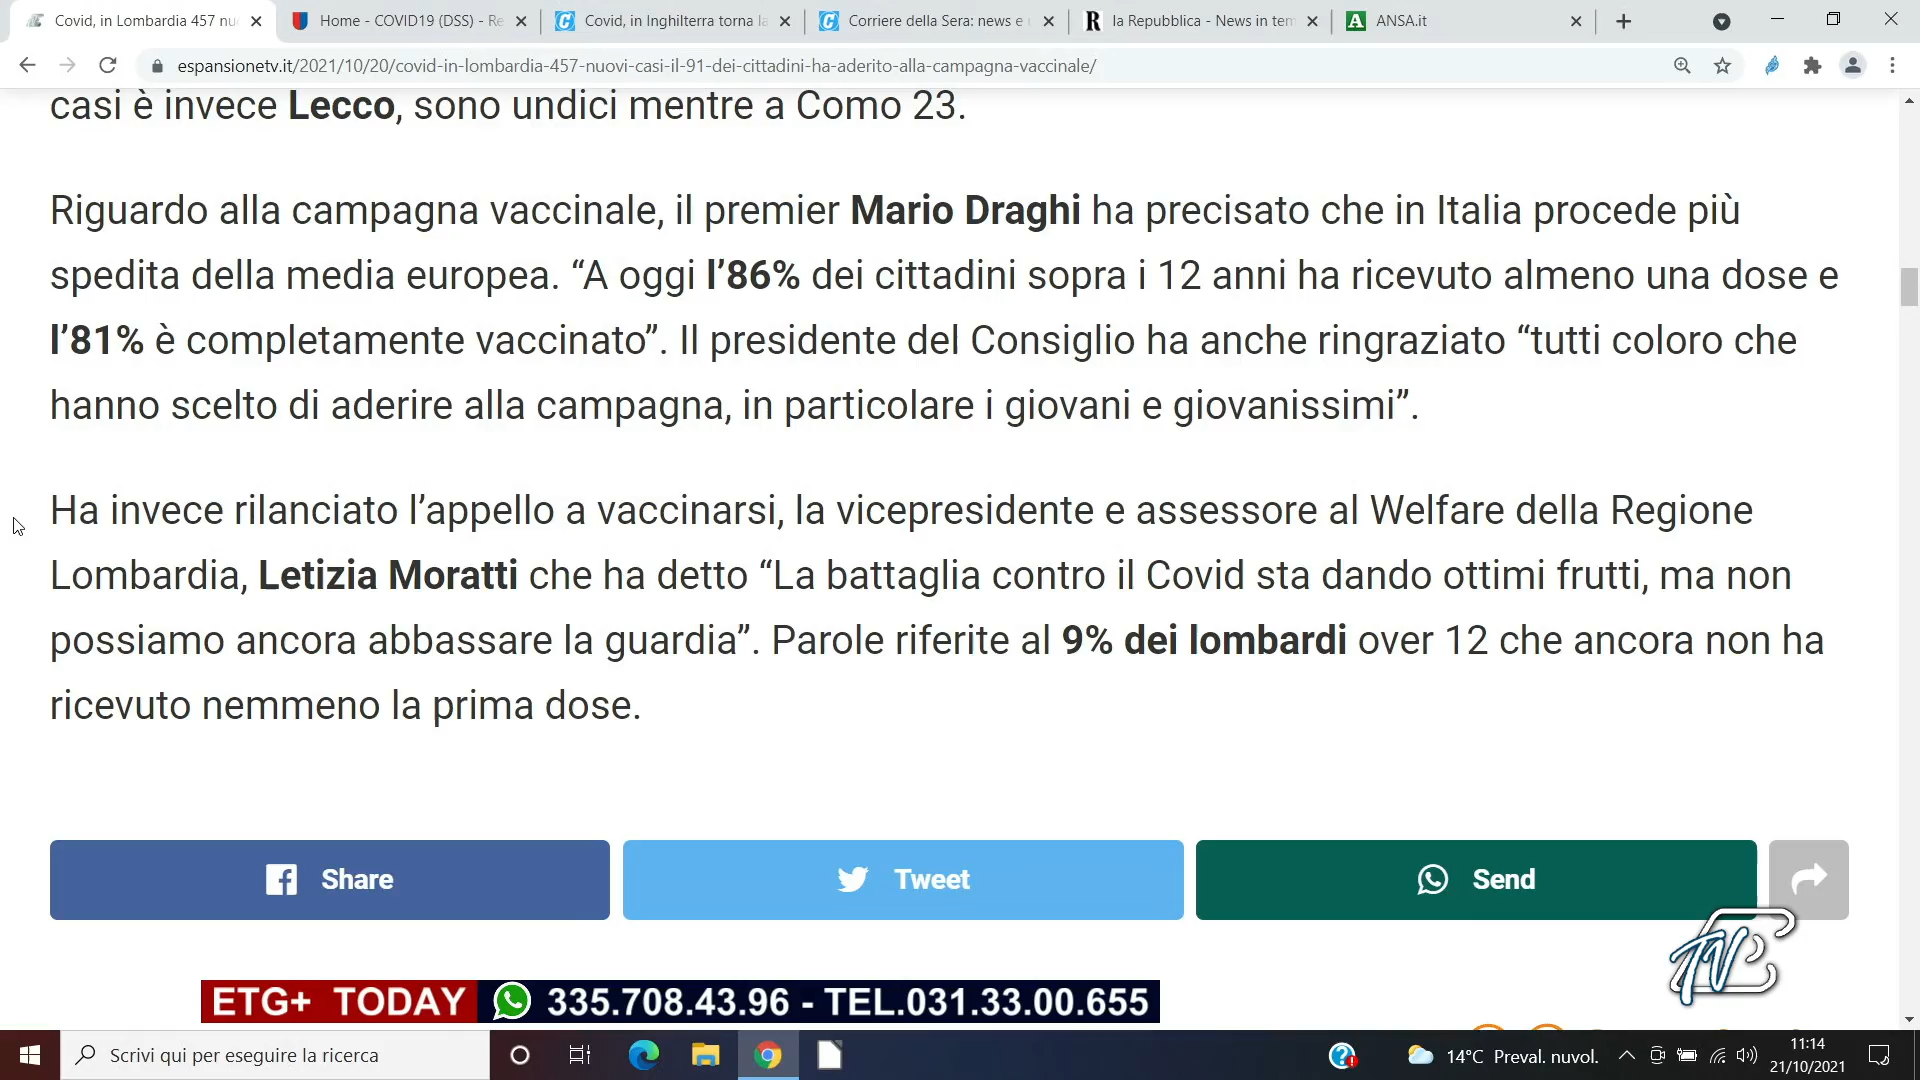 Covid, in Lombardia 457 nu
Home - COVID19 (DSS) - Re
Covid, in Inghilterra torna la
Corriere della Sera: news e
la Repubblica - News in tem
ANSA.it
espansionetv.it/2021/10/20/covid-in-lombardia-457-nuovi-casi-il-91-dei-cittadini-ha-aderito-alla-campagna-vaccinale/
casi è invece Lecco, sono undici mentre a Como 23.
Riguardo alla campagna vaccinale, il premier Mario Draghi ha precisato che in Italia procede più
spedita della media europea. “A oggi l’86% dei cittadini sopra i 12 anni ha ricevuto almeno una dose e
l’81% è completamente vaccinato”. Il presidente del Consiglio ha anche ringraziato “tutti coloro che
hanno scelto di aderire alla campagna, in particolare i giovani e giovanissimi”.
Ha invece rilanciato l’appello a vaccinarsi, la vicepresidente e assessore al Welfare della Regione
Lombardia, Letizia Moratti che ha detto “La battaglia contro il Covid sta dando ottimi frutti, ma non
possiamo ancora abbassare la guardia”. Parole riferite al 9% dei lombardi over 12 che ancora non ha
ricevuto nemmeno la prima dose.
Share
Tweet
Send
ETG+ TODAY 335.708.43.96 - TEL.031.33.00.655
Scrivi qui per eseguire la ricerca
14°C Preval. nuvol.
11:14
21/10/2021